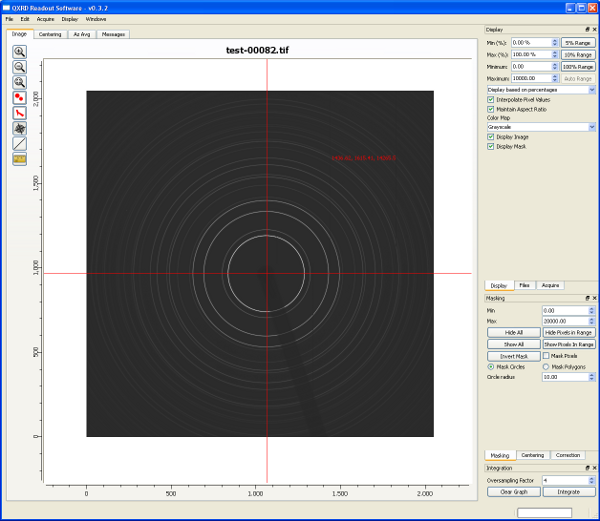 QXRD Readout Software - v0.3.2
File Edit Acquire Display Windows
Image Centering Az Avg Messages
test-00082.tif
2,000
1,500
1,000
500
0
0 500 1.000 1.500 2.000
Display
Min (%): 0.00 % 5% Range
Max (%): 100.00 % 10% Range
Minimum: 0.00 100% Range
Maximum: 10000.00 Auto Range
Display based on percentages
Interpolate Pixel Values
Maintain Aspect Ratio
Color Map
Grayscale
Display Image
Display Mask
Display Files Acquire
Masking
Min 0.00
Max 20000.00
Hide All Hide Pixels in Range
Show All Show Pixels In Range
Invert Mask Mask Pixels
Mask Circles Mask Polygons
Circle radius 10.00
Masking Centering Correction
Integration
Oversampling Factor 4
Clear Graph Integrate